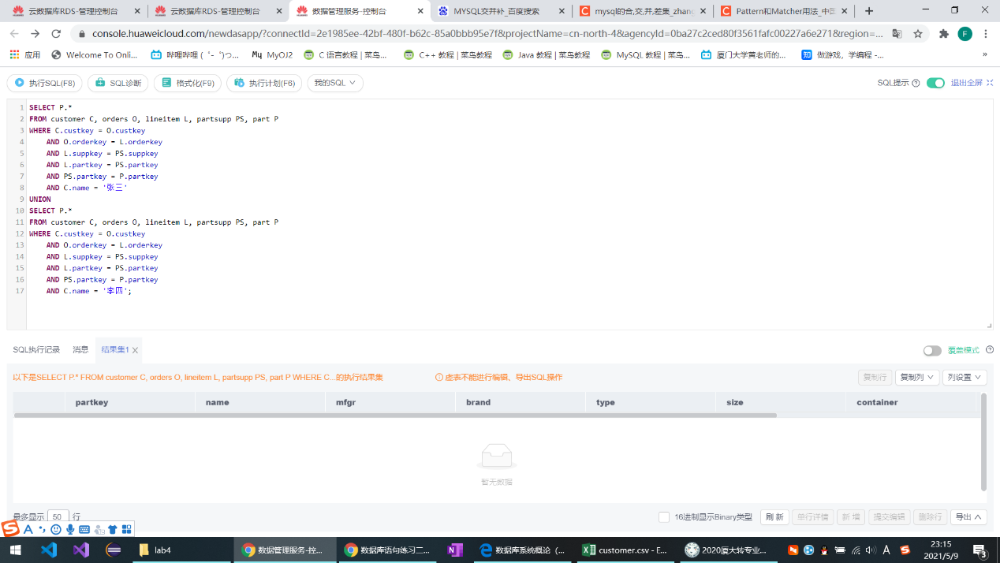 云数据库RDS-管理控制台
云数据库RDS-管理控制台
数据管理服务-控制台
MYSQL交并补_百度搜索
mysql的合,交,并,差集_zhang
Pattern和Matcher用法_中国
console.huaweicloud.com/newdasapp/?connectId=2e1985ee-42bf-480f-b62c-85a0bbb95e7f&projectName=cn-north-4&agencyId=0ba27c2ced80f3561fafc00227a6e271&region=...
应用
Welcome To Onli...
哔哩哔哩 (゜-゜)つ...
My MyOJ2
C 语言教程 | 菜鸟...
C++ 教程 | 菜鸟教程
Java 教程 | 菜鸟教程
MySQL 教程 | 菜鸟...
厦门大学黄老师的...
知 做游戏，学编程 -...
执行SQL(F8)
SQL诊断
格式化(F9)
执行计划(F6)
我的SQL
SQL提示
退出全屏
1 SELECT P.*
2 FROM customer C, orders O, lineitem L, partsupp PS, part P
3 WHERE C.custkey = O.custkey
4 AND O.orderkey = L.orderkey
5 AND L.suppkey = PS.suppkey
6 AND L.partkey = PS.partkey
7 AND PS.partkey = P.partkey
8 AND C.name = '张三'
9 UNION
10 SELECT P.*
11 FROM customer C, orders O, lineitem L, partsupp PS, part P
12 WHERE C.custkey = O.custkey
13 AND O.orderkey = L.orderkey
14 AND L.suppkey = PS.suppkey
15 AND L.partkey = PS.partkey
16 AND PS.partkey = P.partkey
17 AND C.name = '李四';
SQL执行记录
消息
结果集1
覆盖模式
以下是SELECT P.* FROM customer C, orders O, lineitem L, partsupp PS, part P WHERE C...的执行结果集
虚表不能进行编辑、导出SQL操作
复制行
复制列
列设置
partkey name mfgr brand type size container
暂无数据
最多显示 50 行
16进制显示Binary类型
刷 新
单行详情
新 增
提交编辑
删除行
导出
lab4
数据管理服务-控...
数据库语句练习二...
数据库系统概论（...
customer.csv - E...
2020厦大转专业...
A
23:15
2021/5/9
3